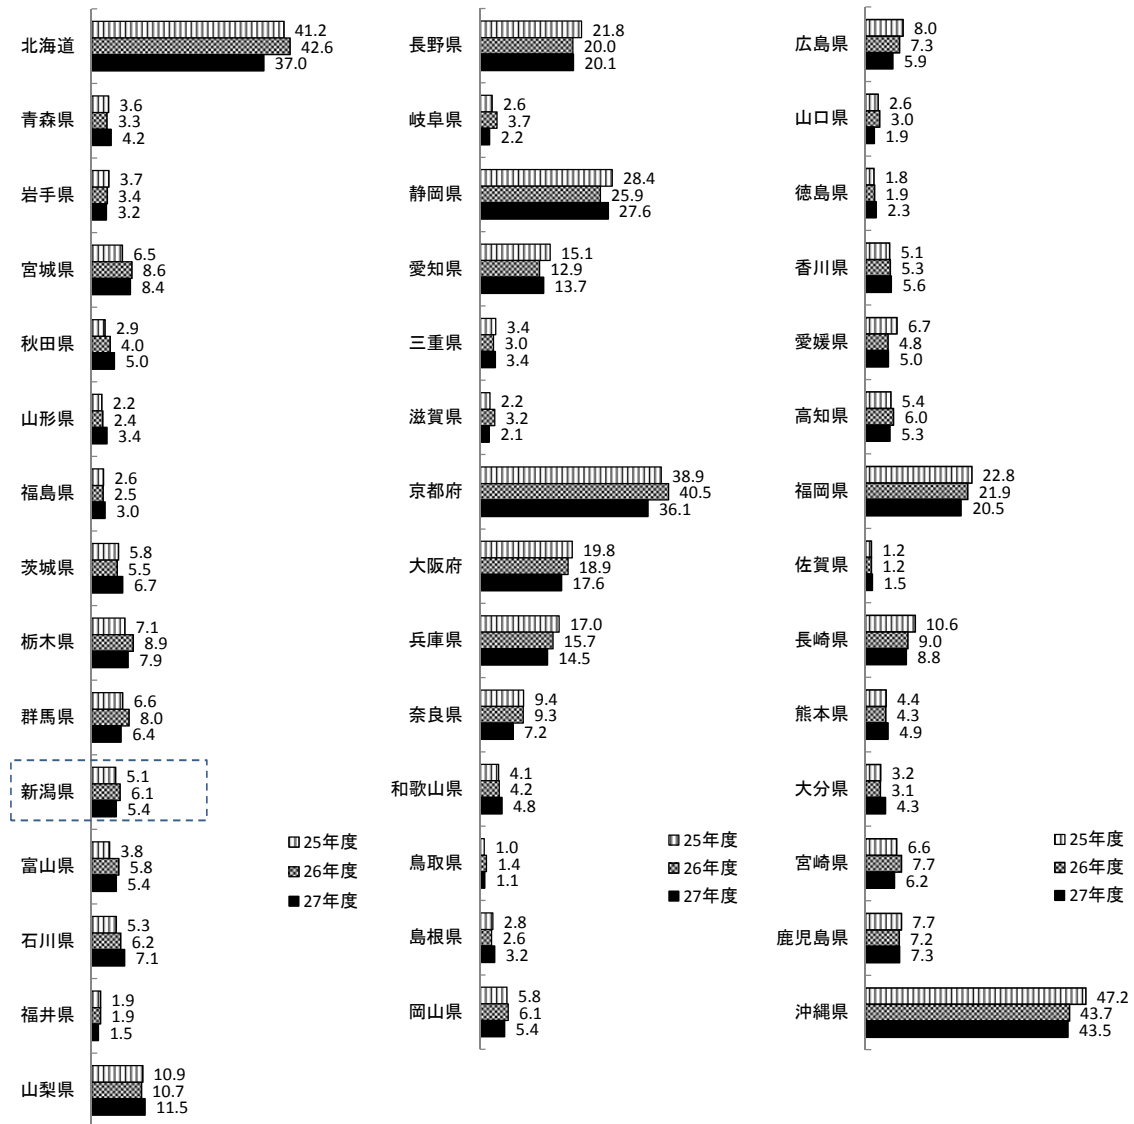 北海道
41.2
42.6
37.0
青森県
3.6
3.3
4.2
岩手県
3.7
3.4
3.2
宮城県
6.5
8.6
8.4
秋田県
2.9
4.0
5.0
山形県
2.2
2.4
3.4
福島県
2.6
2.5
3.0
茨城県
5.8
5.5
6.7
栃木県
7.1
8.9
7.9
群馬県
6.6
8.0
6.4
新潟県
5.1
6.1
5.4
富山県
3.8
5.8
5.4
石川県
5.3
6.2
7.1
福井県
1.9
1.9
1.5
山梨県
10.9
10.7
11.5
25年度
26年度
27年度
長野県
21.8
20.0
20.1
岐阜県
2.6
3.7
2.2
静岡県
28.4
25.9
27.6
愛知県
15.1
12.9
13.7
三重県
3.4
3.0
3.4
滋賀県
2.2
3.2
2.1
京都府
38.9
40.5
36.1
大阪府
19.8
18.9
17.6
兵庫県
17.0
15.7
14.5
奈良県
9.4
9.3
7.2
和歌山県
4.1
4.2
4.8
鳥取県
1.0
1.4
1.1
島根県
2.8
2.6
3.2
岡山県
5.8
6.1
5.4
25年度
26年度
27年度
広島県
8.0
7.3
5.9
山口県
2.6
3.0
1.9
徳島県
1.8
1.9
2.3
香川県
5.1
5.3
5.6
愛媛県
6.7
4.8
5.0
高知県
5.4
6.0
5.3
福岡県
22.8
21.9
20.5
佐賀県
1.2
1.2
1.5
長崎県
10.6
9.0
8.8
熊本県
4.4
4.3
4.9
大分県
3.2
3.1
4.3
宮崎県
6.6
7.7
6.2
鹿児島県
7.7
7.2
7.3
沖縄県
47.2
43.7
43.5
25年度
26年度
27年度